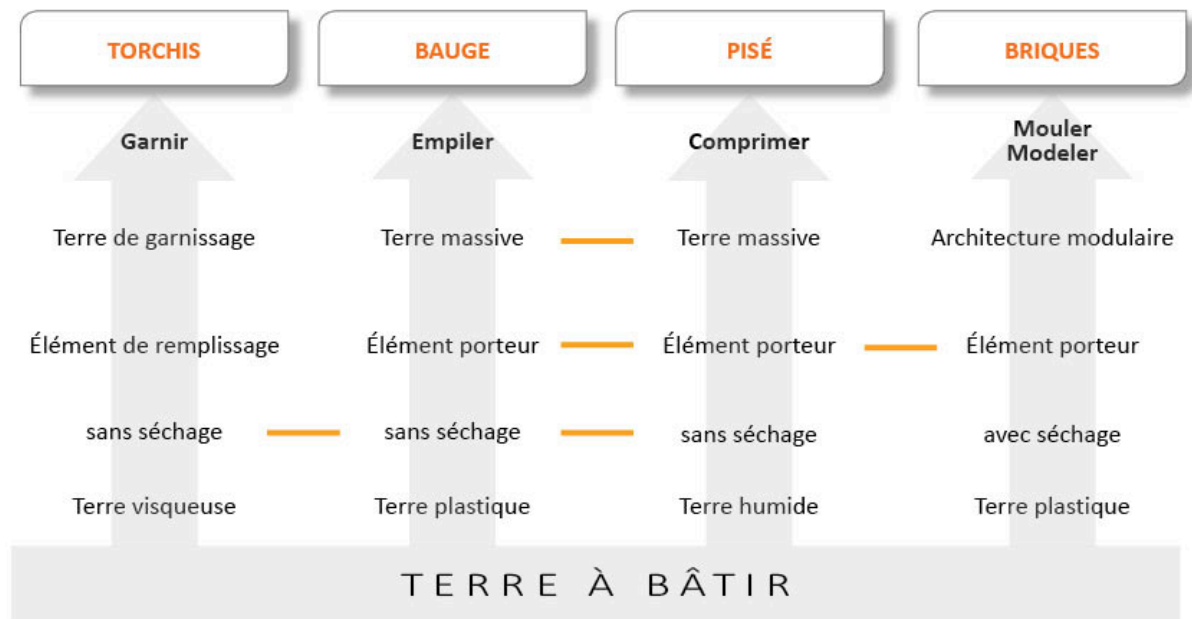 TORCHIS
BAUGE
PISÉ
BRIQUES
Garnir
Empiler
Comprimer
Mouler
Modeler
Terre de garnissage
Terre massive
Terre massive
Architecture modulaire
Élément de remplissage
Élément porteur
Élément porteur
Élément porteur
sans séchage
sans séchage
sans séchage
avec séchage
Terre visqueuse
Terre plastique
Terre humide
Terre plastique
TERRE À BÂTIR